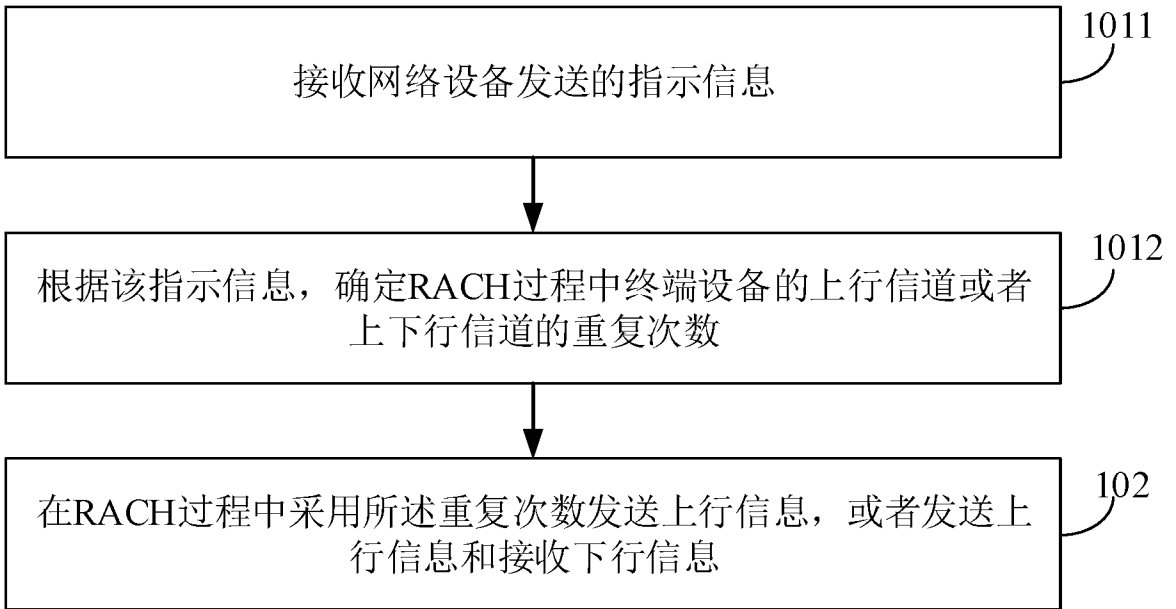 1011
接收网络设备发送的指示信息
1012
根据该指示信息，确定RACH过程中终端设备的上行信道或者
上下行信道的重复次数
102
在RACH过程中采用所述重复次数发送上行信息，或者发送上
行信息和接收下行信息